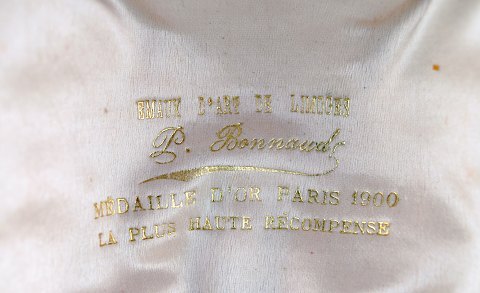 EMAUX D'ART DE LIMOGES
P. Bonnaud
MÉDAILLE D'OR PARIS 1900
LA PLUS HAUTE RÉCOMPENSE